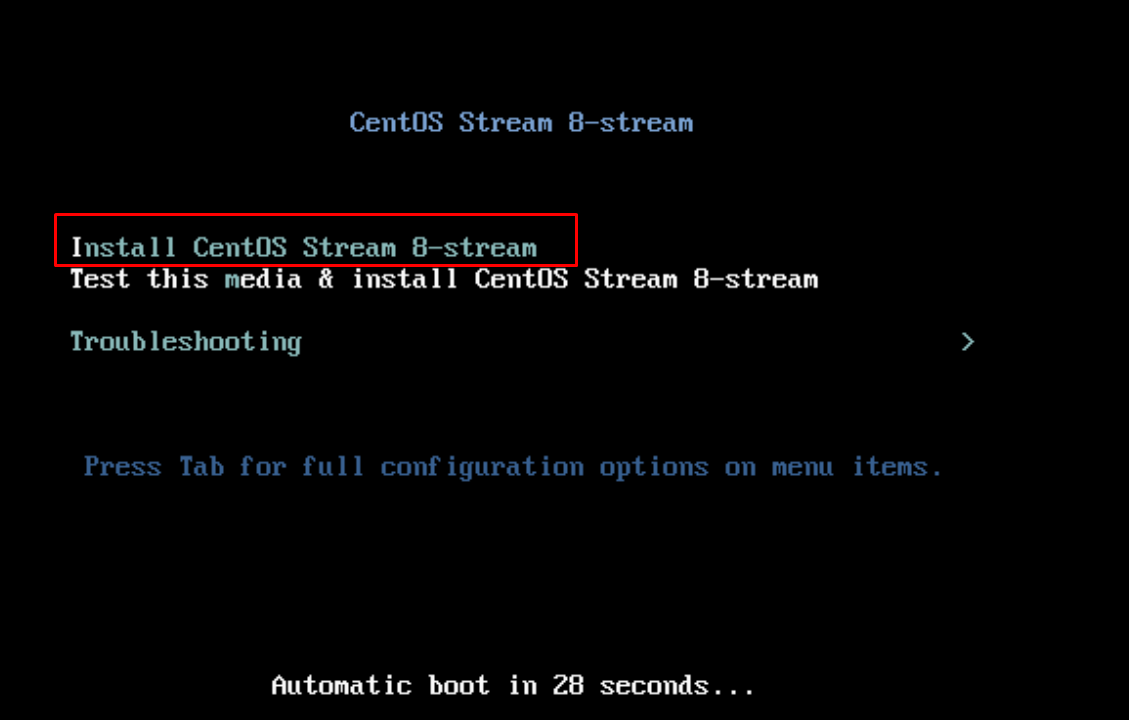 CentOS Stream 8-stream
Install CentOS Stream 8-stream
Test this media & install CentOS Stream 8-stream
Troubleshooting >
Press Tab for full configuration options on menu items.
Automatic boot in 28 seconds...